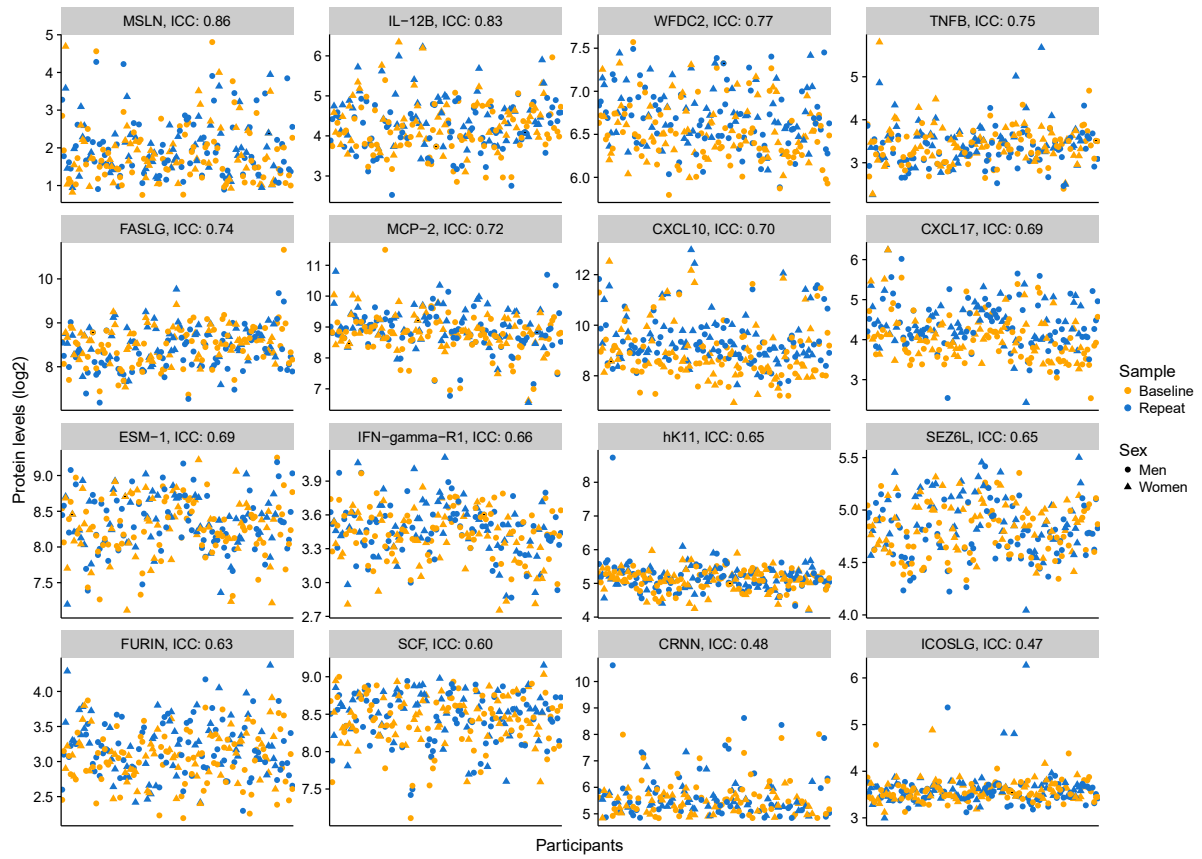 MSLN, ICC: 0.86
IL−12B, ICC: 0.83
WFDC2, ICC: 0.77
TNFB, ICC: 0.75
5
4
3
2
1
6
5
4
3
7.5
7.0
6.5
6.0
5
4
3
FASLG, ICC: 0.74
MCP−2, ICC: 0.72
CXCL10, ICC: 0.70
CXCL17, ICC: 0.69
10
9
8
11
10
9
8
7
12
10
8
6
5
4
3
ESM−1, ICC: 0.69
IFN−gamma−R1, ICC: 0.66
hK11, ICC: 0.65
SEZ6L, ICC: 0.65
9.0
8.5
8.0
7.5
3.9
3.6
3.3
3.0
2.7
8
7
6
5
4
5.5
5.0
4.5
4.0
FURIN, ICC: 0.63
SCF, ICC: 0.60
CRNN, ICC: 0.48
ICOSLG, ICC: 0.47
4.0
3.5
3.0
2.5
9.0
8.5
8.0
7.5
10
9
8
7
6
5
6
5
4
3
Protein levels (log2)
Participants
Sample
Baseline
Repeat
Sex
Men
Women